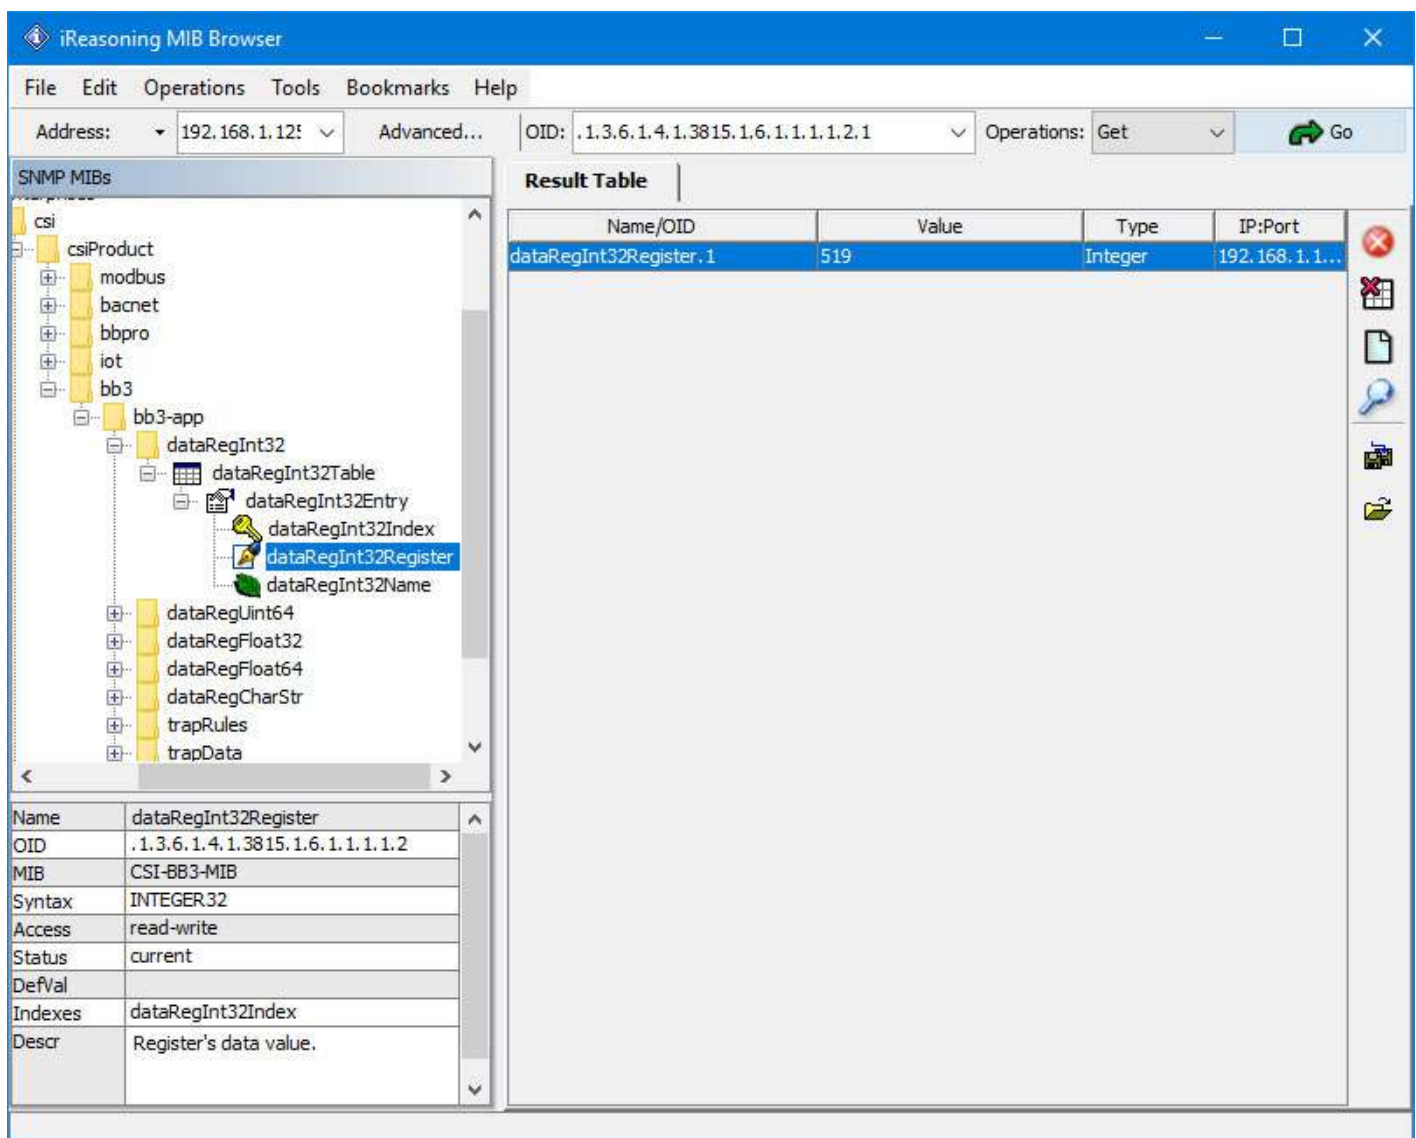 iReasoning MIB Browser
File Edit Operations Tools Bookmarks Help
Address: 192.168.1.12 Advanced... OID: .1.3.6.1.4.1.3815.1.6.1.1.1.1.2.1 Operations: Get Go
SNMP MIBs
Result Table
Name/OID Value Type IP:Port
dataRegInt32Register.1 519 Integer 192.168.1.1...
csi
csiProduct
modbus
bacnet
bbpro
iot
bb3
bb3-app
dataRegInt32
dataRegInt32Table
dataRegInt32Entry
dataRegInt32Index
dataRegInt32Register
dataRegInt32Name
dataRegUint64
dataRegFloat32
dataRegFloat64
dataRegCharStr
trapRules
trapData
Name dataRegInt32Register
OID .1.3.6.1.4.1.3815.1.6.1.1.1.1.2
MIB CSI-BB3-MIB
Syntax INTEGER32
Access read-write
Status current
DefVal
Indexes dataRegInt32Index
Descr Register's data value.